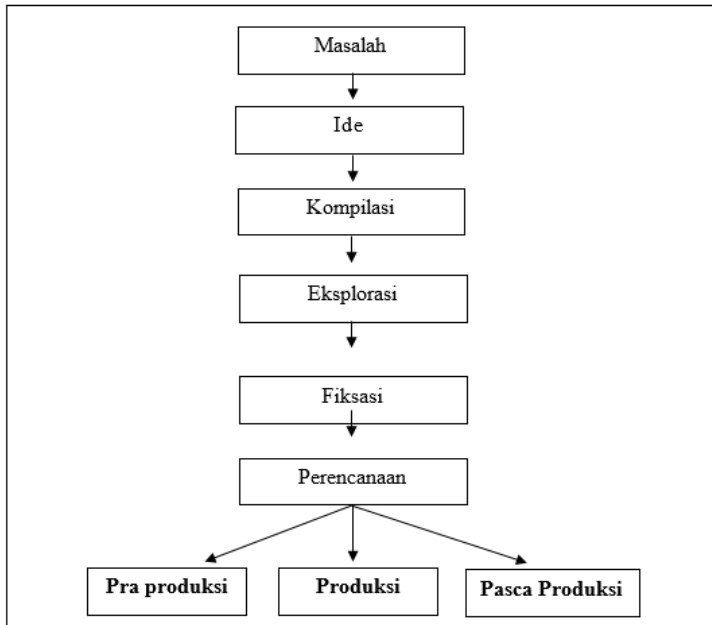 Masalah
Ide
Kompilasi
Eksplorasi
Fiksasi
Perencanaan
Pra produksi
Produksi
Pasca Produksi